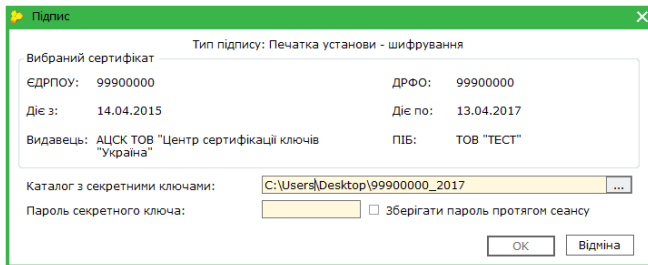 Підпис
Тип підпису: Печатка установи - шифрування
Вибраний сертифікат
ЄДРПОУ: 99900000 ДРФО: 99900000
Діє з: 14.04.2015 Діє по: 13.04.2017
Видавець: АЦСК ТОВ "Центр сертифікації ключів "Україна" ПІБ: ТОВ "ТЕСТ"
Каталог з секретними ключами: C:\Users\Desktop\99900000_2017 ...
Пароль секретного ключа: Зберігати пароль протягом сеансу
ОК Відміна